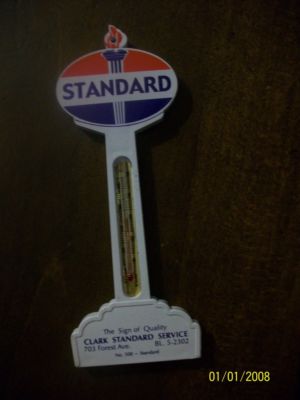 STANDARD
The Sign of Quality
CLARK STANDARD SERVICE
703 Forest Ave. BL. 5-2302
No. 508 — Standard
01/01/2008